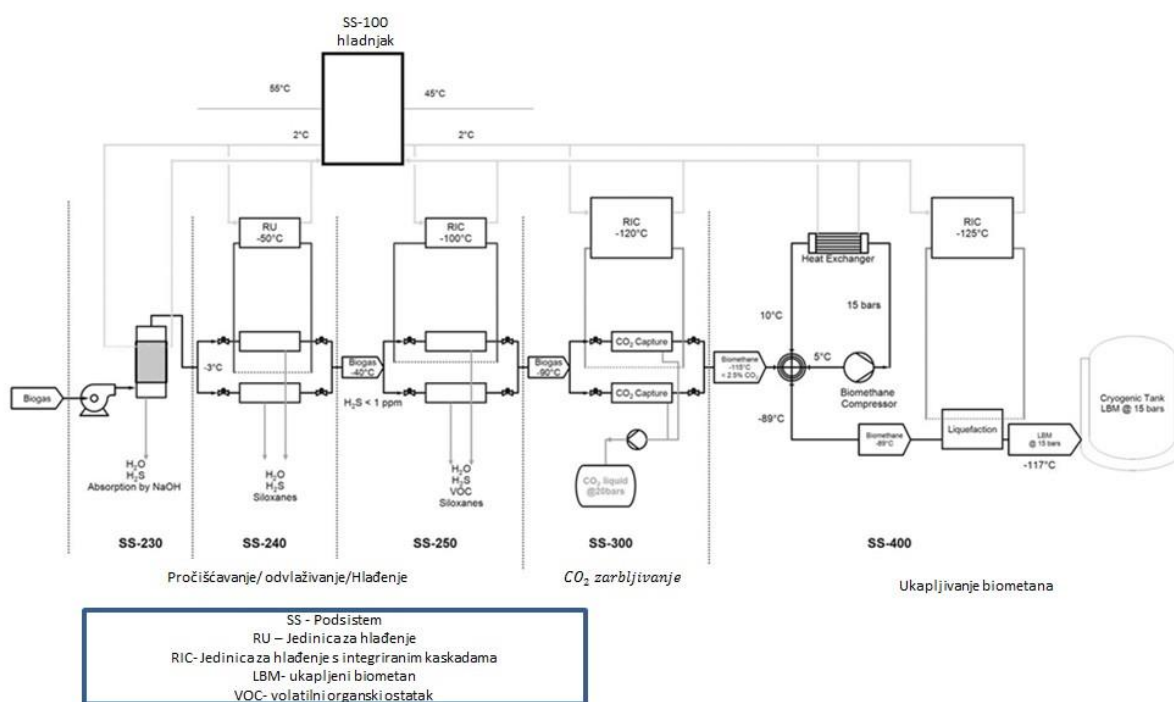 SS-100
hladnjak
55°C
45°C
2°C
2°C
RU
-50°C
RIC
-100°C
RIC
-120°C
RIC
-125°C
Heat Exchanger
10°C
15 bars
-3°C
Biogas
-40°C
Biogas
-90°C
CO₂ Capture
CO₂ Capture
Biomethane
-115°C
< 2.5% CO₂
5°C
Biomethane
Compressor
-89°C
Biogas
H₂S < 1 ppm
Biomethane
-89°C
Liquefaction
LBM
@ 15 bars
-117°C
Cryogenic Tank
LBM @ 15 bars
H₂O
H₂S
Absorption by NaOH
H₂O
H₂S
Siloxanes
H₂O
H₂S
VOC
Siloxanes
CO₂ liquid
@20bars
SS-230
SS-240
SS-250
SS-300
SS-400
Pročišćavanje/ odvlaživanje/Hlađenje
CO₂ zarbljivanje
Ukapljivanje biometana
SS - Podsistem
RU – Jedinica za hlađenje
RIC- Jedinica za hlađenje s integriranim kaskadama
LBM- ukapljeni biometan
VOC- volatilni organski ostatak